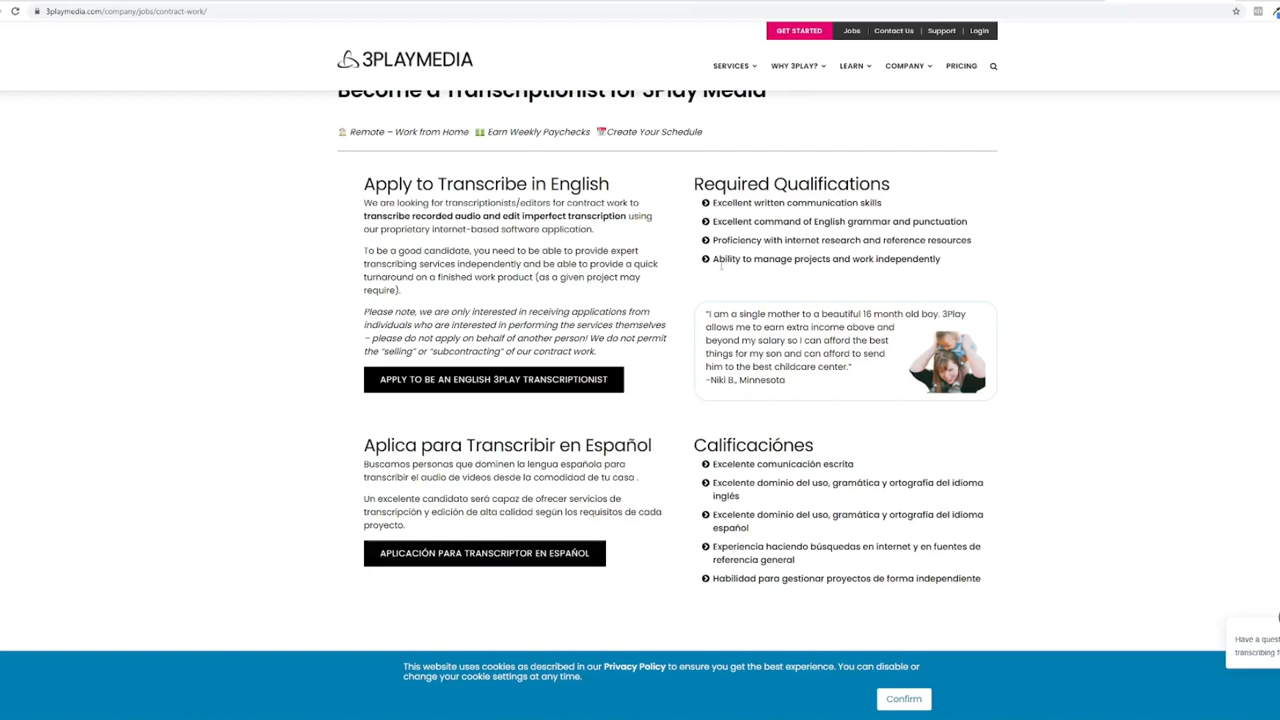 3playmedia.com/company/jobs/contract-work/
GET STARTED Jobs Contact Us Support Login
3PLAYMEDIA
SERVICES WHY 3PLAY? LEARN COMPANY PRICING
Become a Transcriptionist for 3Play Media
Remote – Work from Home Earn Weekly Paychecks Create Your Schedule
Apply to Transcribe in English
We are looking for transcriptionists/editors for contract work to
transcribe recorded audio and edit imperfect transcription using
our proprietary internet-based software application.
To be a good candidate, you need to be able to provide expert
transcribing services independently and be able to provide a quick
turnaround on a finished work product (as a given project may
require).
Please note, we are only interested in receiving applications from
individuals who are interested in performing the services themselves
– please do not apply on behalf of another person! We do not permit
the “selling” or “subcontracting” of our contract work.
APPLY TO BE AN ENGLISH 3PLAY TRANSCRIPTIONIST
Required Qualifications
Excellent written communication skills
Excellent command of English grammar and punctuation
Proficiency with internet research and reference resources
Ability to manage projects and work independently
“I am a single mother to a beautiful 16 month old boy. 3Play
allows me to earn extra income above and
beyond my salary so I can afford the best
things for my son and can afford to send
him to the best childcare center.”
-Niki B., Minnesota
Aplica para Transcribir en Español
Buscamos personas que dominen la lengua española para
transcribir el audio de videos desde la comodidad de tu casa .
Un excelente candidato será capaz de ofrecer servicios de
transcripción y edición de alta calidad según los requisitos de cada
proyecto.
APLICACIÓN PARA TRANSCRIPTOR EN ESPAÑOL
Calificaciónes
Excelente comunicación escrita
Excelente dominio del uso, gramática y ortografía del idioma
inglés
Excelente dominio del uso, gramática y ortografía del idioma
español
Experiencia haciendo búsquedas en internet y en fuentes de
referencia general
Habilidad para gestionar proyectos de forma independiente
Have a quest
transcribing f
This website uses cookies as described in our Privacy Policy to ensure you get the best experience. You can disable or
change your cookie settings at any time.
Confirm